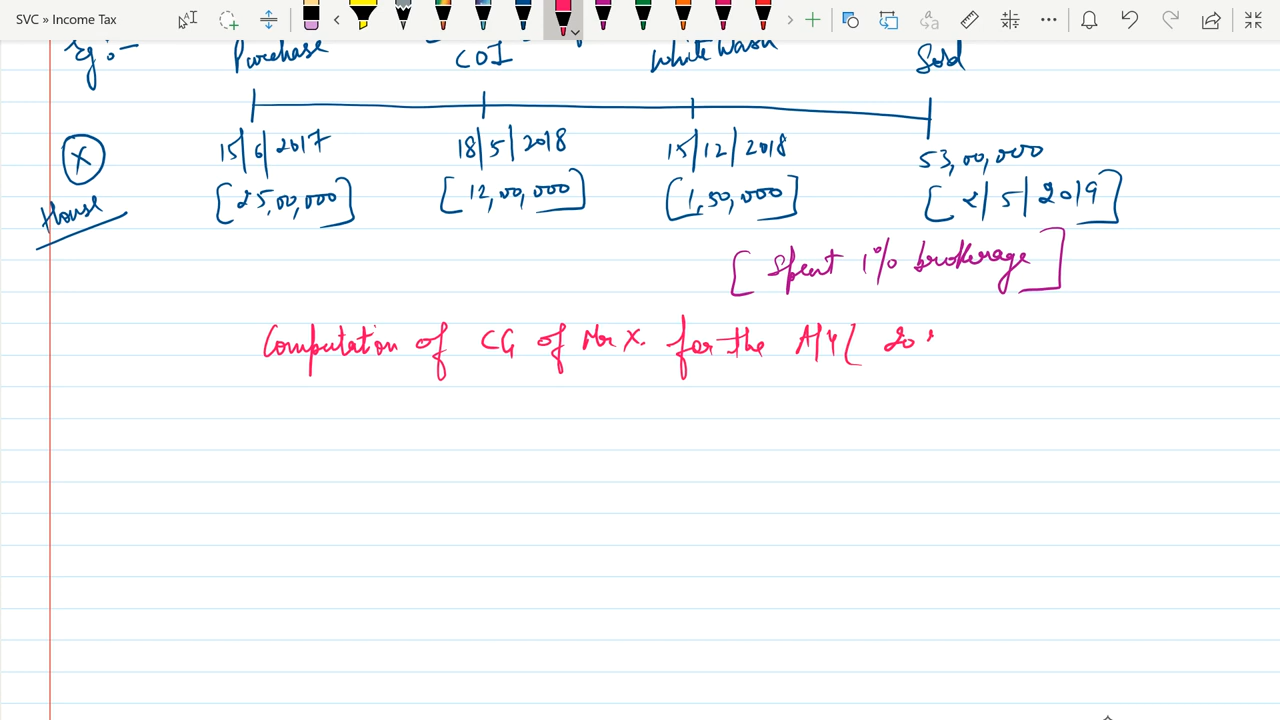 SVC » Income Tax
Eg :-
Purchase
COI
White Wash
Sold
15/6/2017
18/5/2018
15/12/2018
53,00,000
X
[25,00,000]
[12,00,000]
[1,50,000]
[2/5/2019]
House
[Spent 1% brokerage]
Computation of CG of Mr X. for the A/Y ( 20